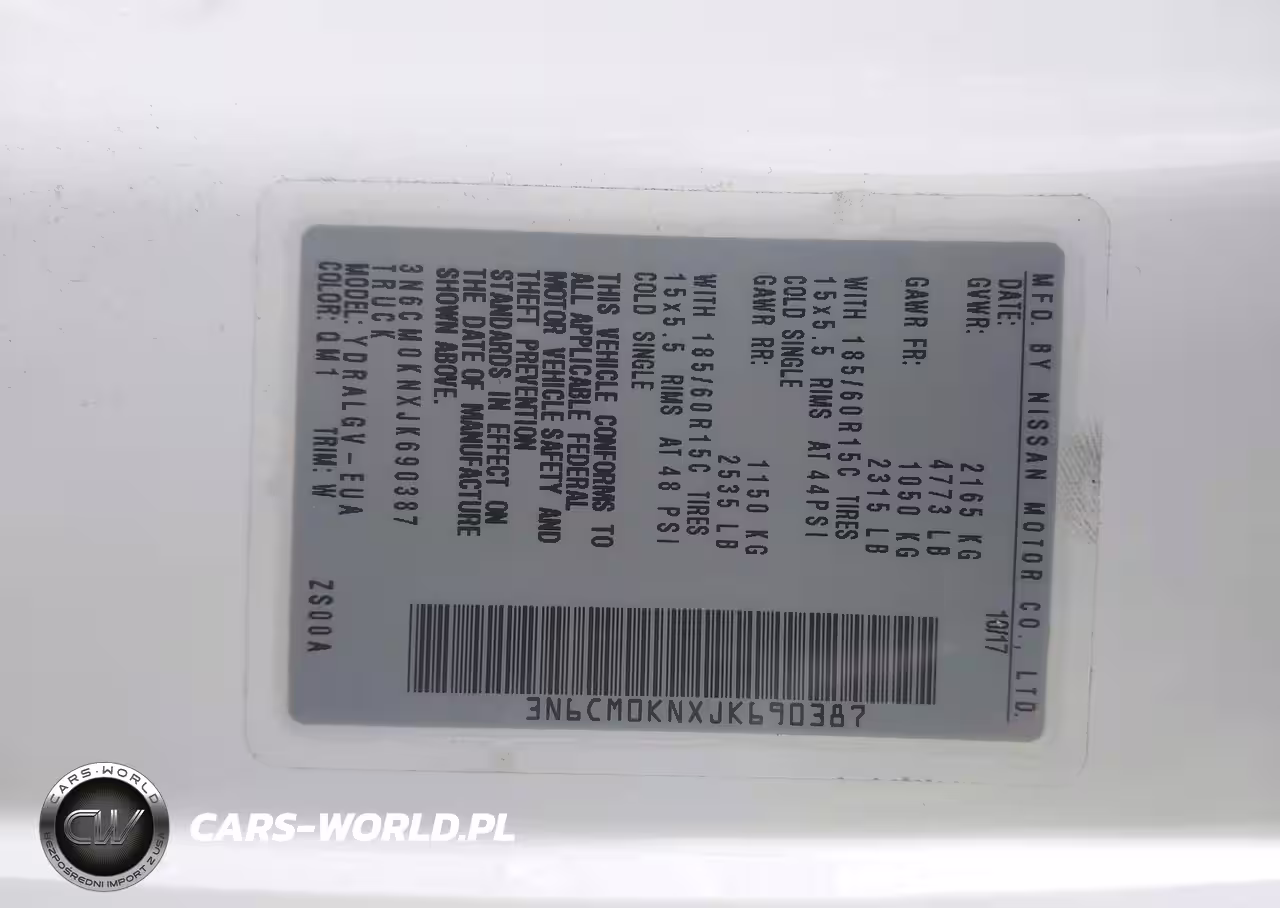 MFD. BY NISSAN MOTOR CO., LTD.
DATE: 10/17
GVWR: 2165 KG
4773 LB
GAWR FR: 1050 KG
2315 LB
WITH 185/60R15C TIRES
15x5.5 RIMS AT 44PSI
COLD SINGLE
GAWR RR: 1150 KG
2535 LB
WITH 185/60R15C TIRES
15x5.5 RIMS AT 48 PSI
COLD SINGLE
THIS VEHICLE CONFORMS TO
ALL APPLICABLE FEDERAL
MOTOR VEHICLE SAFETY AND
THEFT PREVENTION
STANDARDS IN EFFECT ON
THE DATE OF MANUFACTURE
SHOWN ABOVE.
3N6CM0KNXJK690387
TRUCK
MODEL: YDRALGV-EUA
COLOR: QM1 TRIM: W ZS00A
3N6CM0KNXJK690387
CARS-WORLD
CW
BEZPOŚREDNI IMPORT Z USA
CARS-WORLD.PL